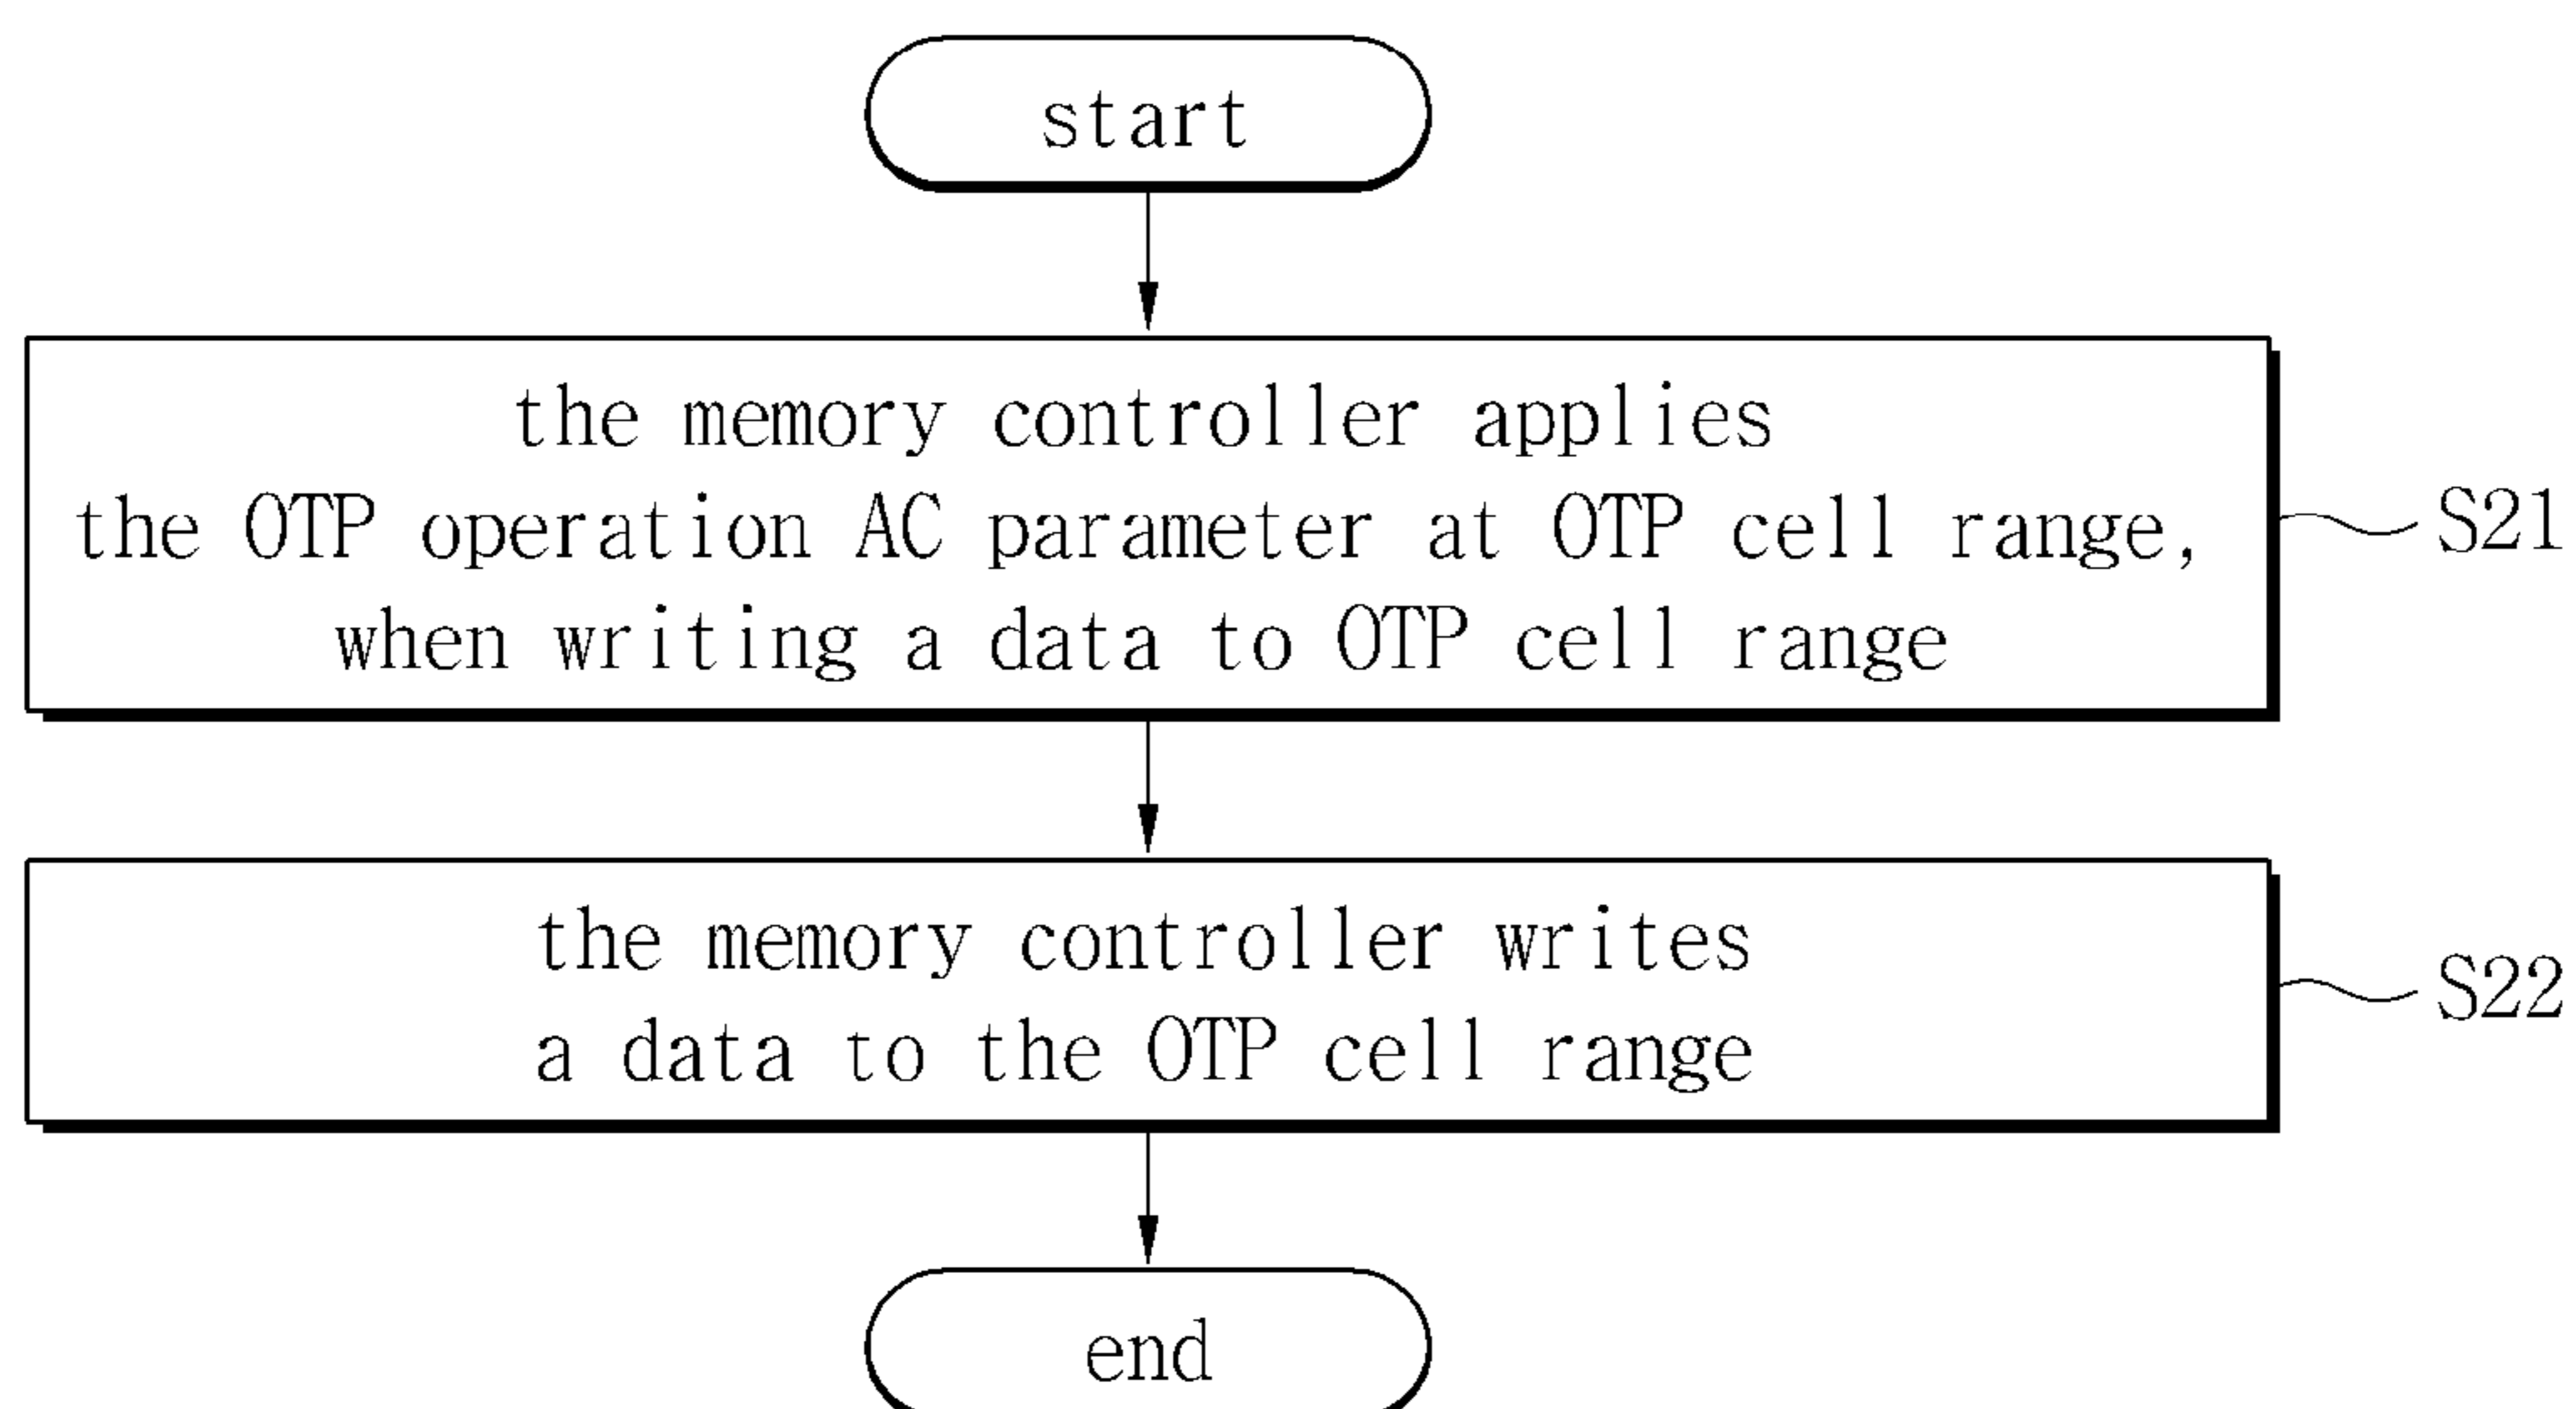 start
the memory controller applies
the OTP operation AC parameter at OTP cell range,
when writing a data to OTP cell range
S21
the memory controller writes
a data to the OTP cell range
S22
end